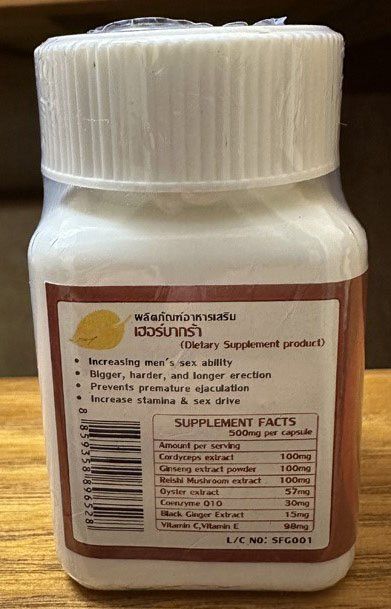 ผลิตภัณฑ์อาหารเสริม
เฮอร์บากร้า
(Dietary Supplement product)
• Increasing men's sex ability
• Bigger, harder, and longer erection
• Prevents premature ejaculation
• Increase stamina & sex drive
SUPPLEMENT FACTS
500mg per capsule
Amount per serving
Cordyceps extract 100mg
Ginseng extract powder 100mg
Reishi Mushroom extract 100mg
Oyster extract 57mg
Coenzyme Q10 30mg
Black Ginger Extract 15mg
Vitamin C,Vitamin E 98mg
L/C NO: SFG001